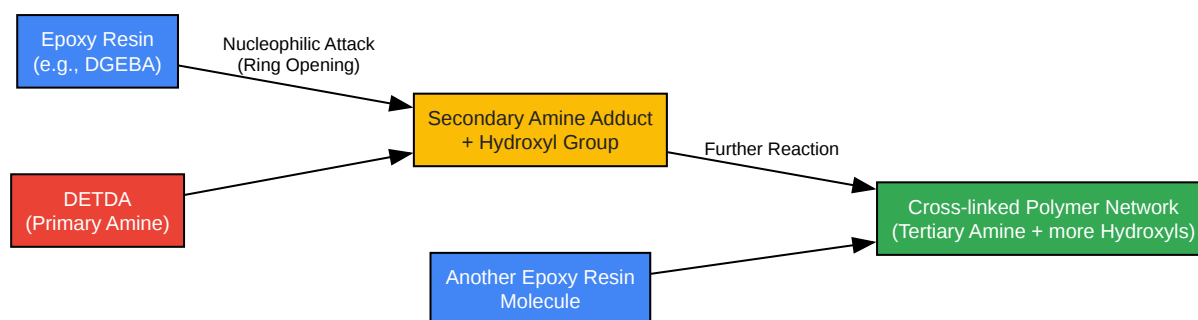 Epoxy Resin
(e.g., DGEBA)
Nucleophilic Attack
(Ring Opening)
DETDA
(Primary Amine)
Secondary Amine Adduct
+ Hydroxyl Group
Further Reaction
Another Epoxy Resin
Molecule
Cross-linked Polymer Network
(Tertiary Amine + more Hydroxyls)